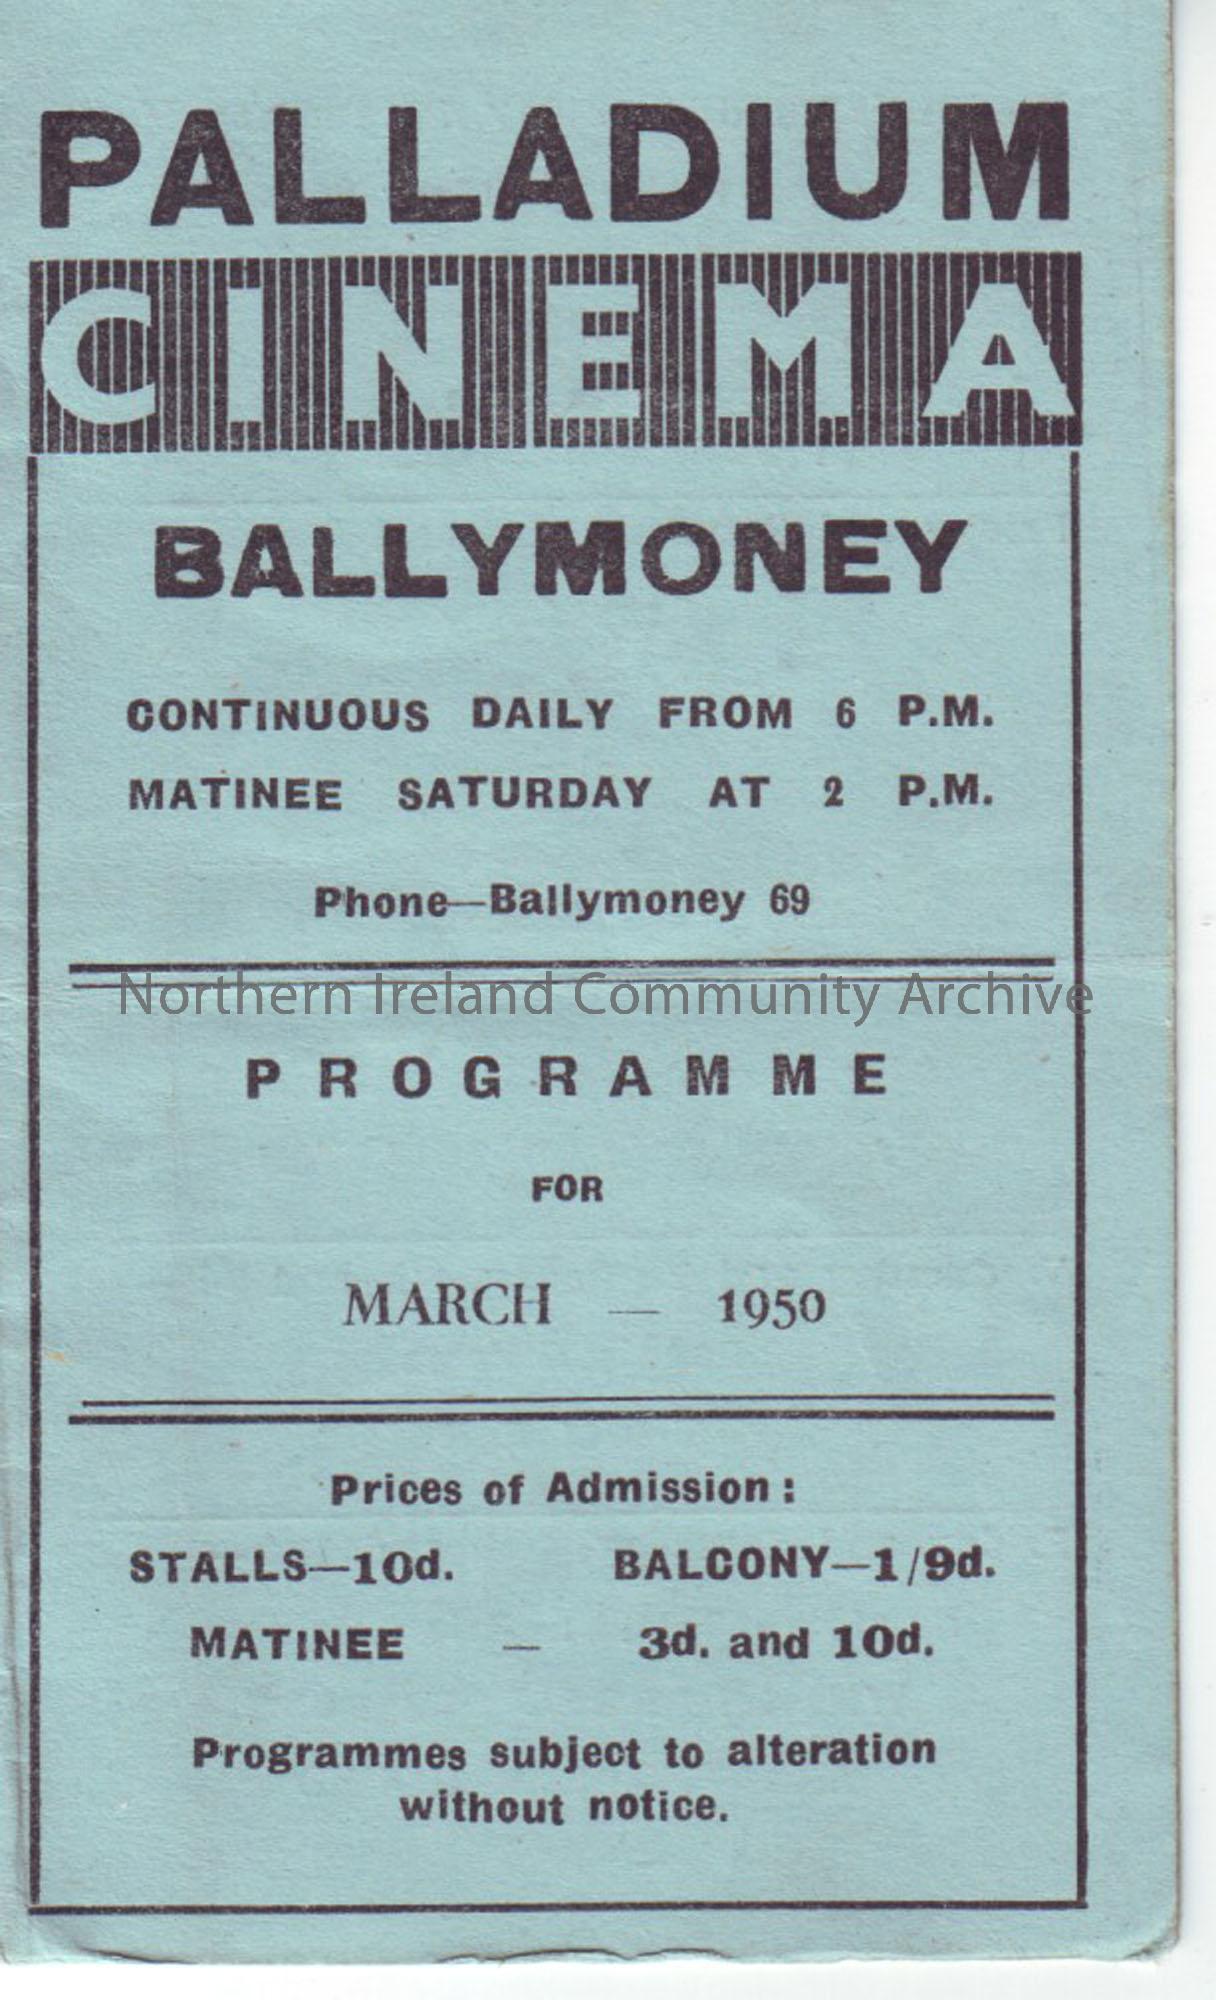 PALLADIUM
CINEMA
BALLYMONEY
CONTINUOUS DAILY FROM 6 P.M.
MATINEE SATURDAY AT 2 P.M.
Phone—Ballymoney 69
Northern Ireland Community Archive
PROGRAMME
FOR
MARCH — 1950
Prices of Admission :
STALLS—10d. BALCONY—1/9d.
MATINEE — 3d. and 10d.
Programmes subject to alteration
without notice.